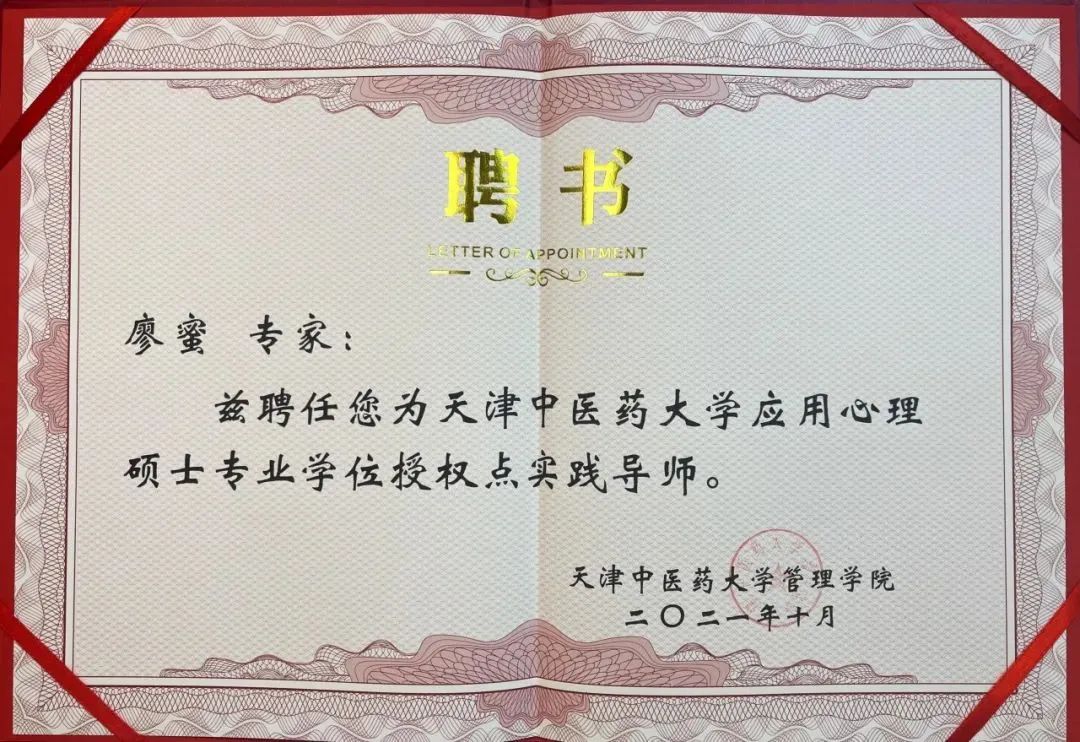 聘书
LETTER OF APPOINTMENT
廖蜜 专家：
兹聘任您为天津中医药大学应用心理
硕士专业学位授权点实践导师。
天津中医药大学管理学院
二〇二一年十月